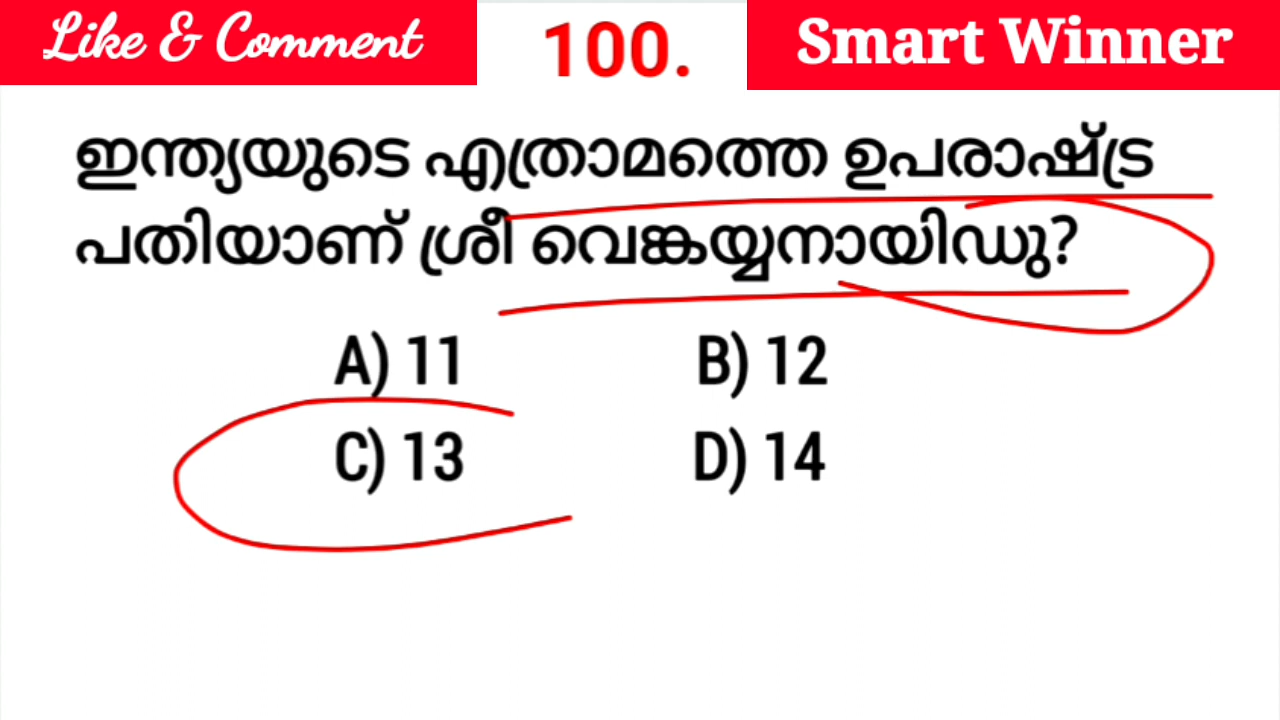 Like & Comment
100.
Smart Winner
ഇന്ത്യയുടെ എത്രാമത്തെ ഉപരാഷ്ട്ര
പതിയാണ് ശ്രീ വെങ്കയ്യനായിഡു?
A) 11 B) 12
C) 13 D) 14